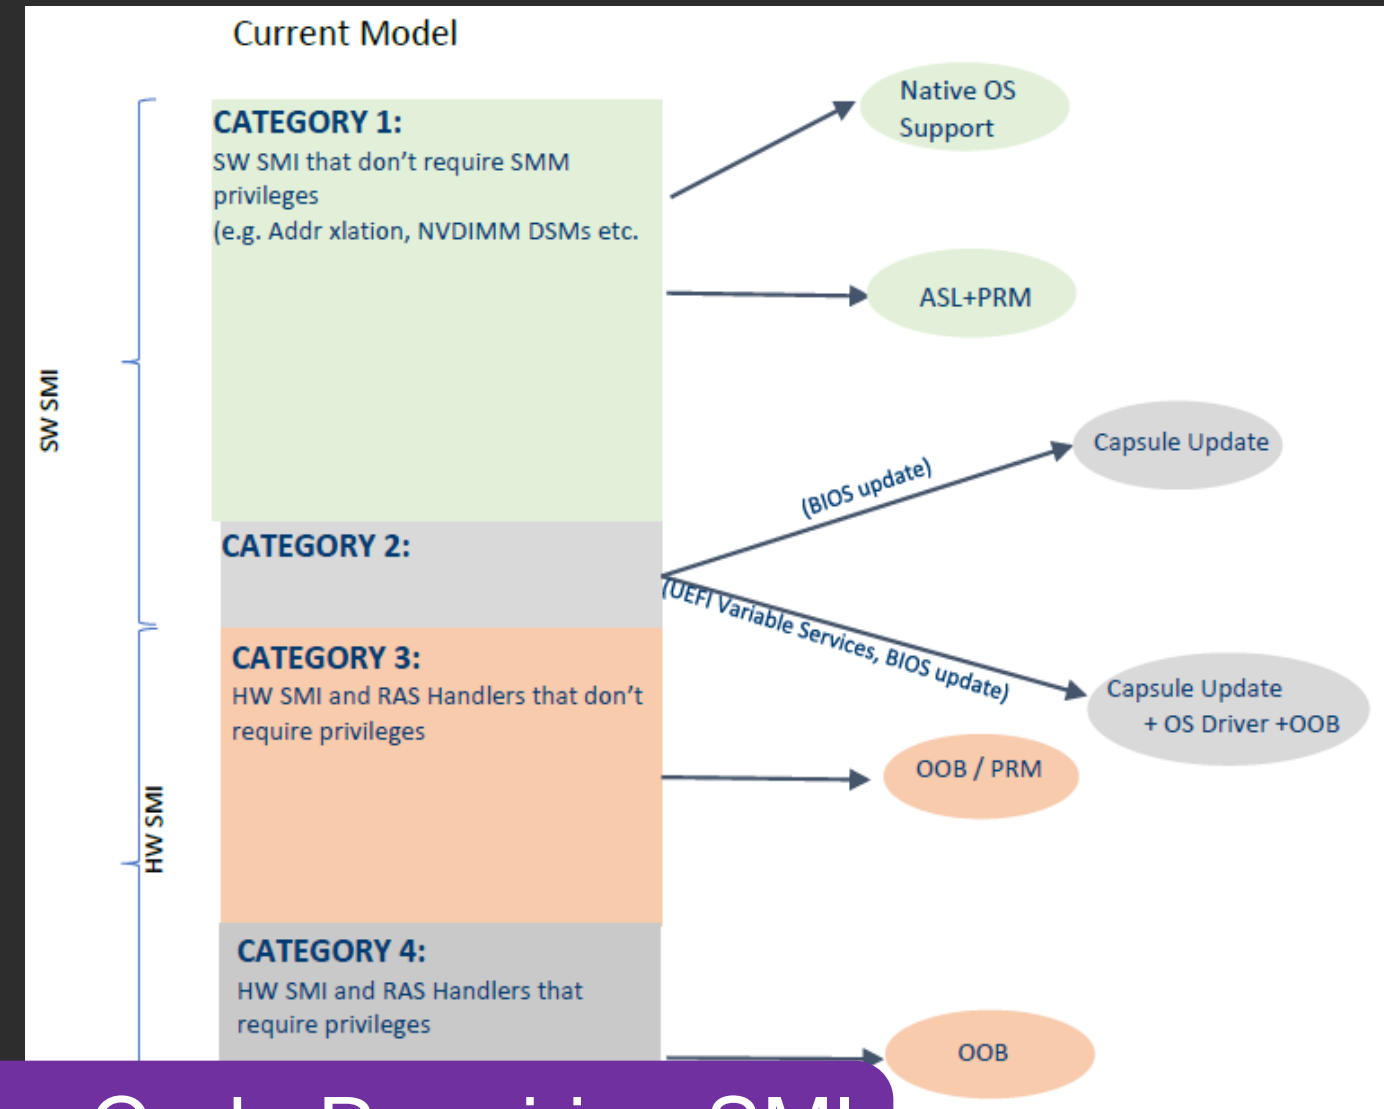 Current Model
CATEGORY 1:
SW SMI that don't require SMM
privileges
(e.g. Addr xlation, NVDIMM DSMs etc.
Native OS
Support
ASL+PRM
SW SMI
Capsule Update
(BIOS update)
CATEGORY 2:
(UEFI Variable Services, BIOS update)
Capsule Update
+ OS Driver +OOB
CATEGORY 3:
HW SMI and RAS Handlers that don't
require privileges
OOB / PRM
HW SMI
CATEGORY 4:
HW SMI and RAS Handlers that
require privileges
OOB
SMI